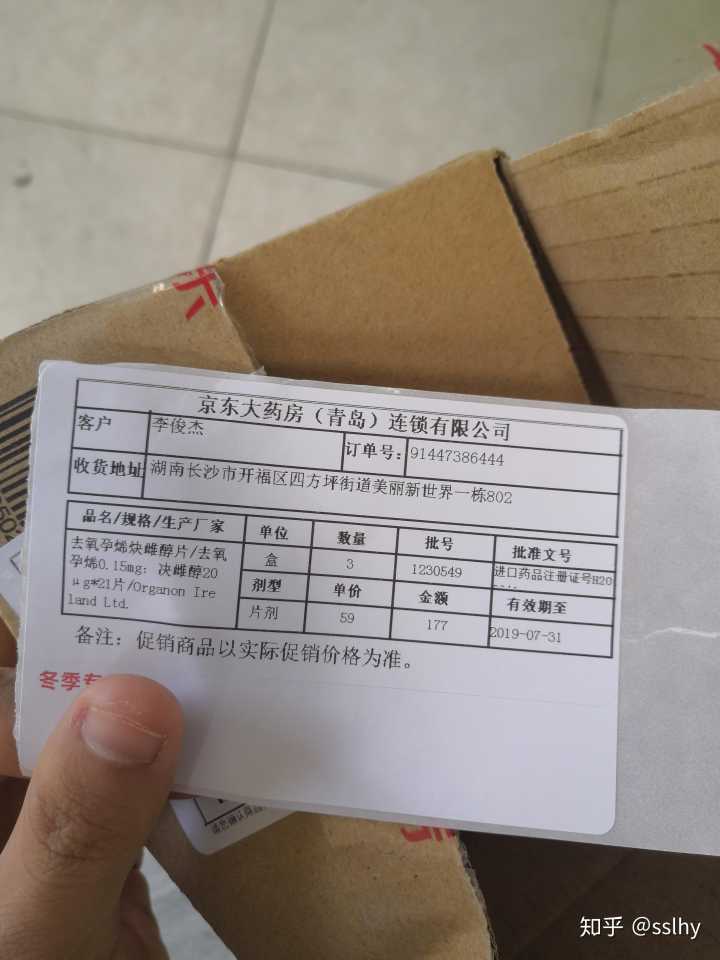 京东大药房（青岛）连锁有限公司
客户 李俊杰 订单号： 91447386444
收货地址 湖南长沙市开福区四方坪街道美丽新世界一栋802
品名/规格/生产厂家 单位 数量 批号 批准文号
去氧孕烯炔雌醇片/去氧 盒 3 1230549 进口药品注册证号H20
孕烯0.15mg: 决雌醇20 剂型 单价 金额 有效期至
μg*21片/Organon Ire 片剂 59 177 2019-07-31
land Ltd.
备注：促销商品以实际促销价格为准。
冬季
知乎 @sslhy